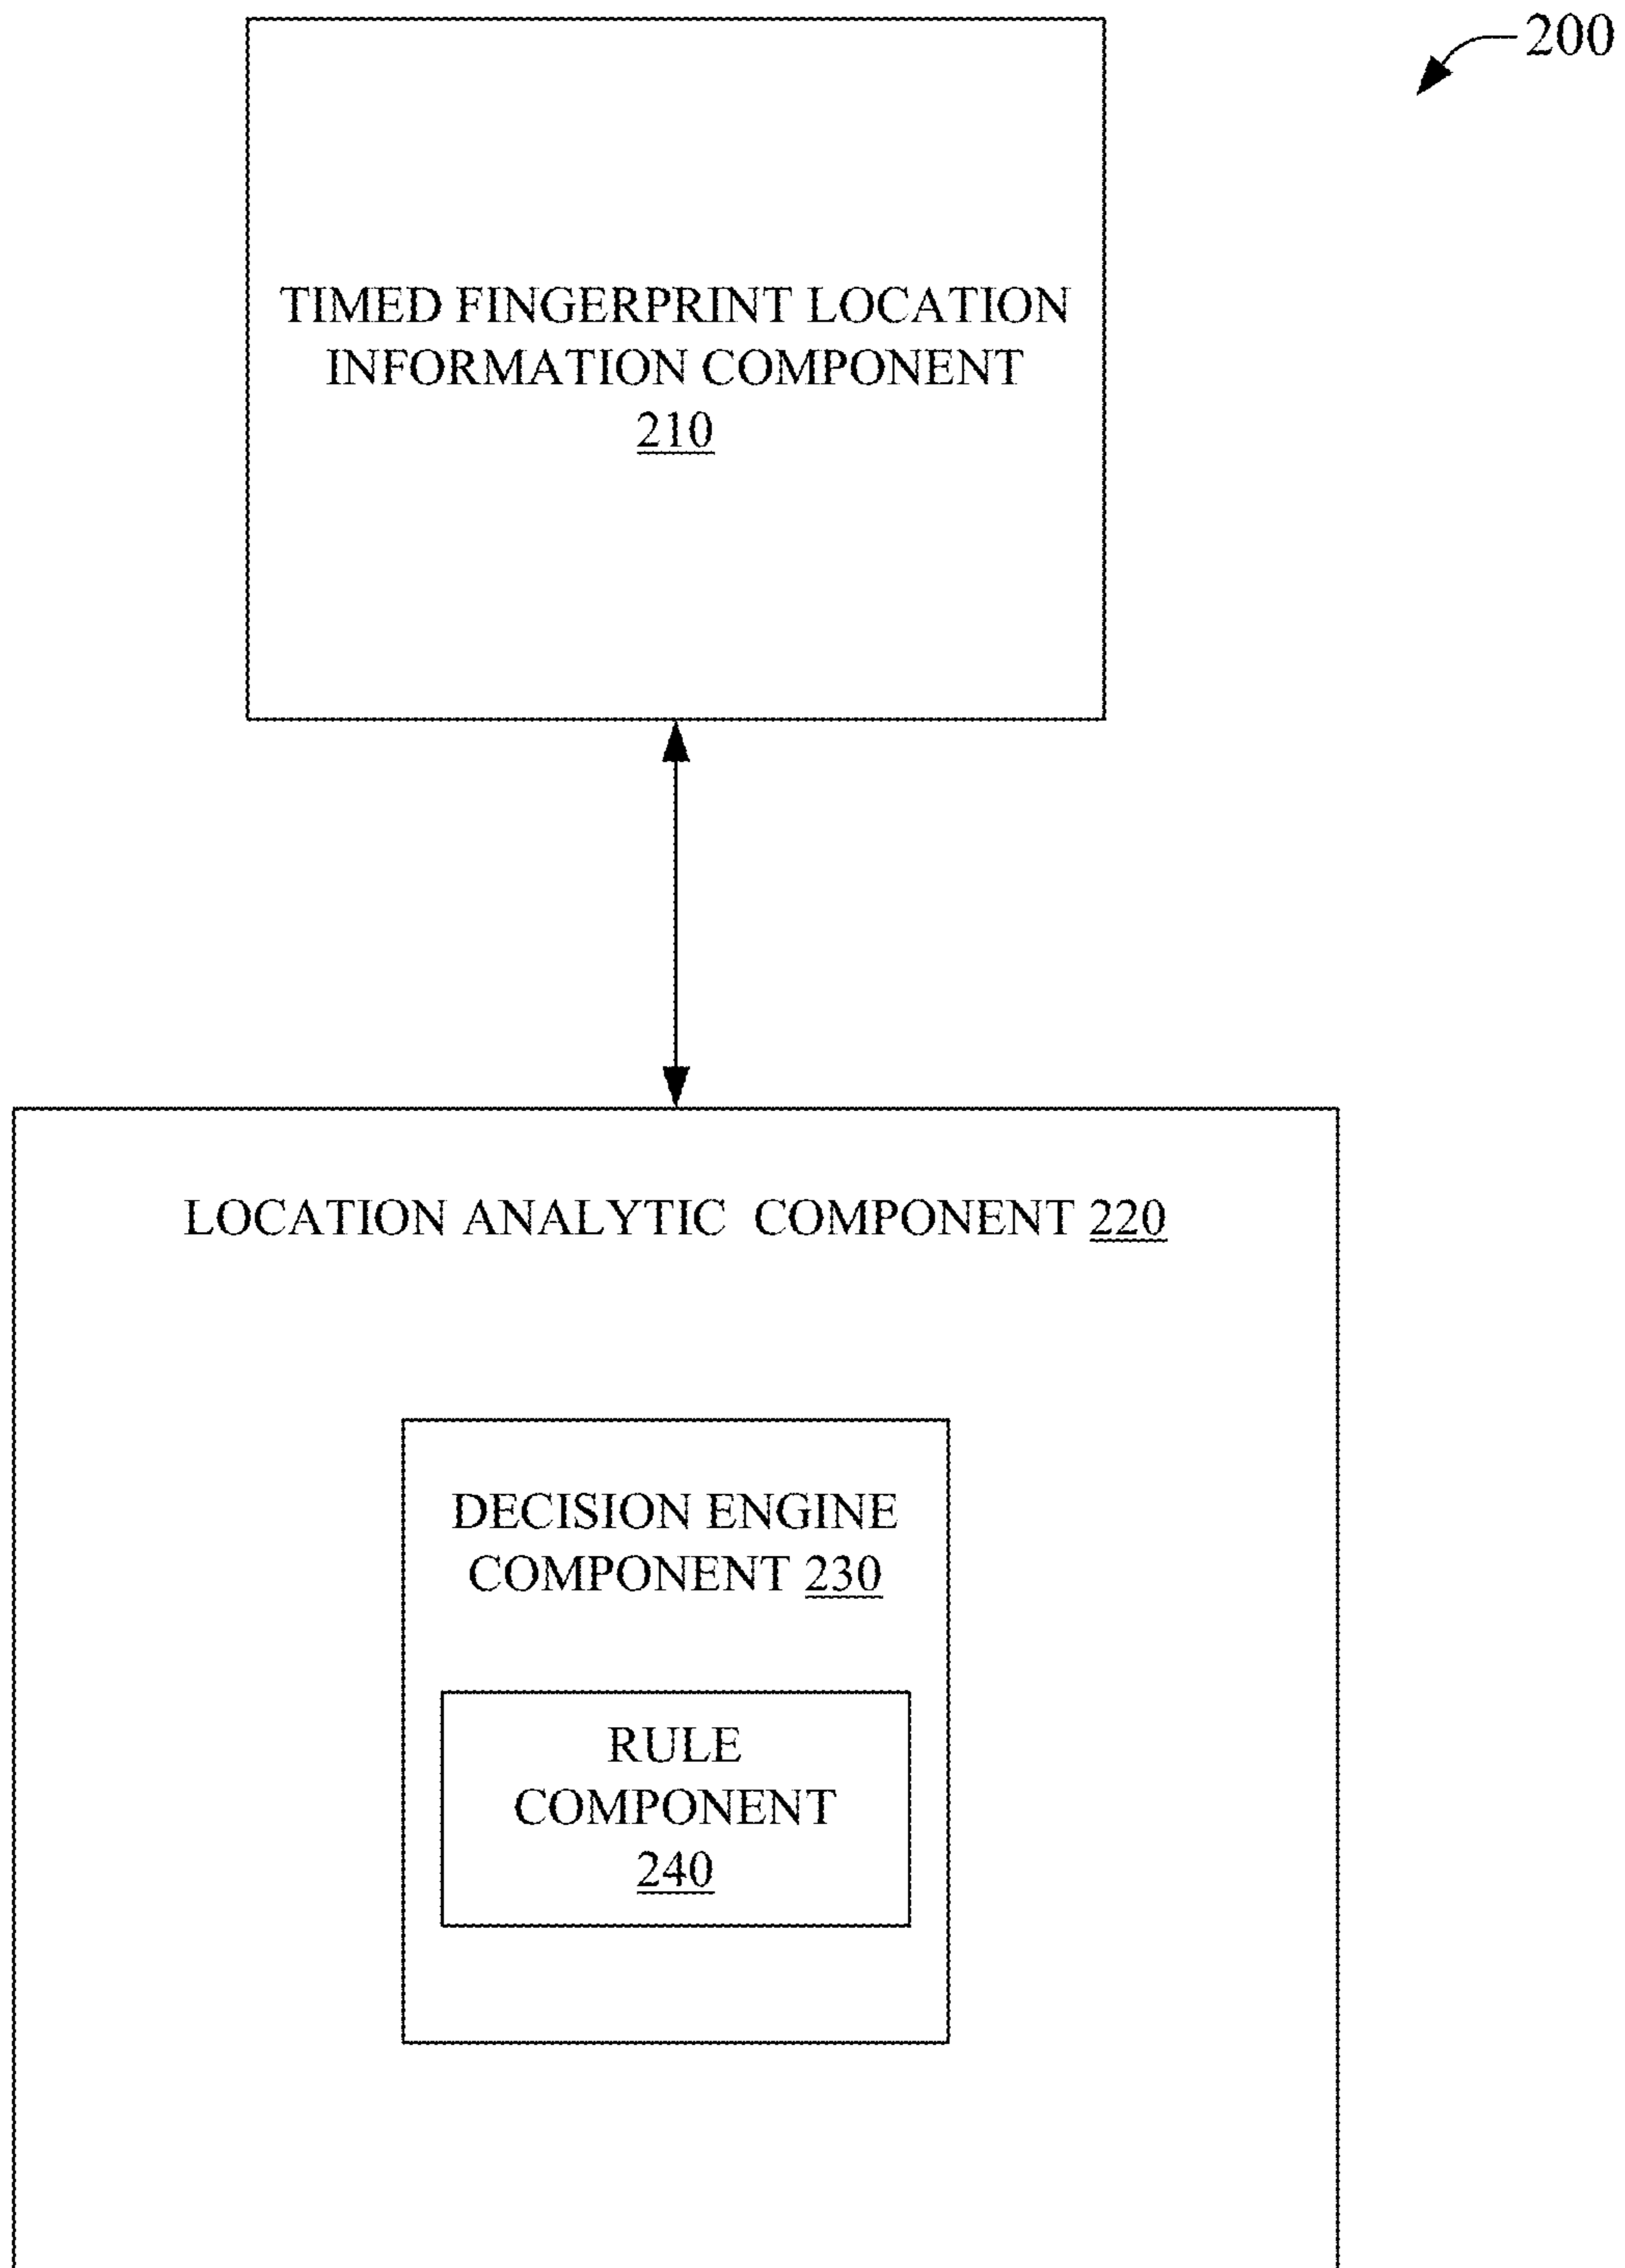 200
TIMED FINGERPRINT LOCATION
INFORMATION COMPONENT
210
LOCATION ANALYTIC COMPONENT 220
DECISION ENGINE
COMPONENT 230
RULE
COMPONENT
240